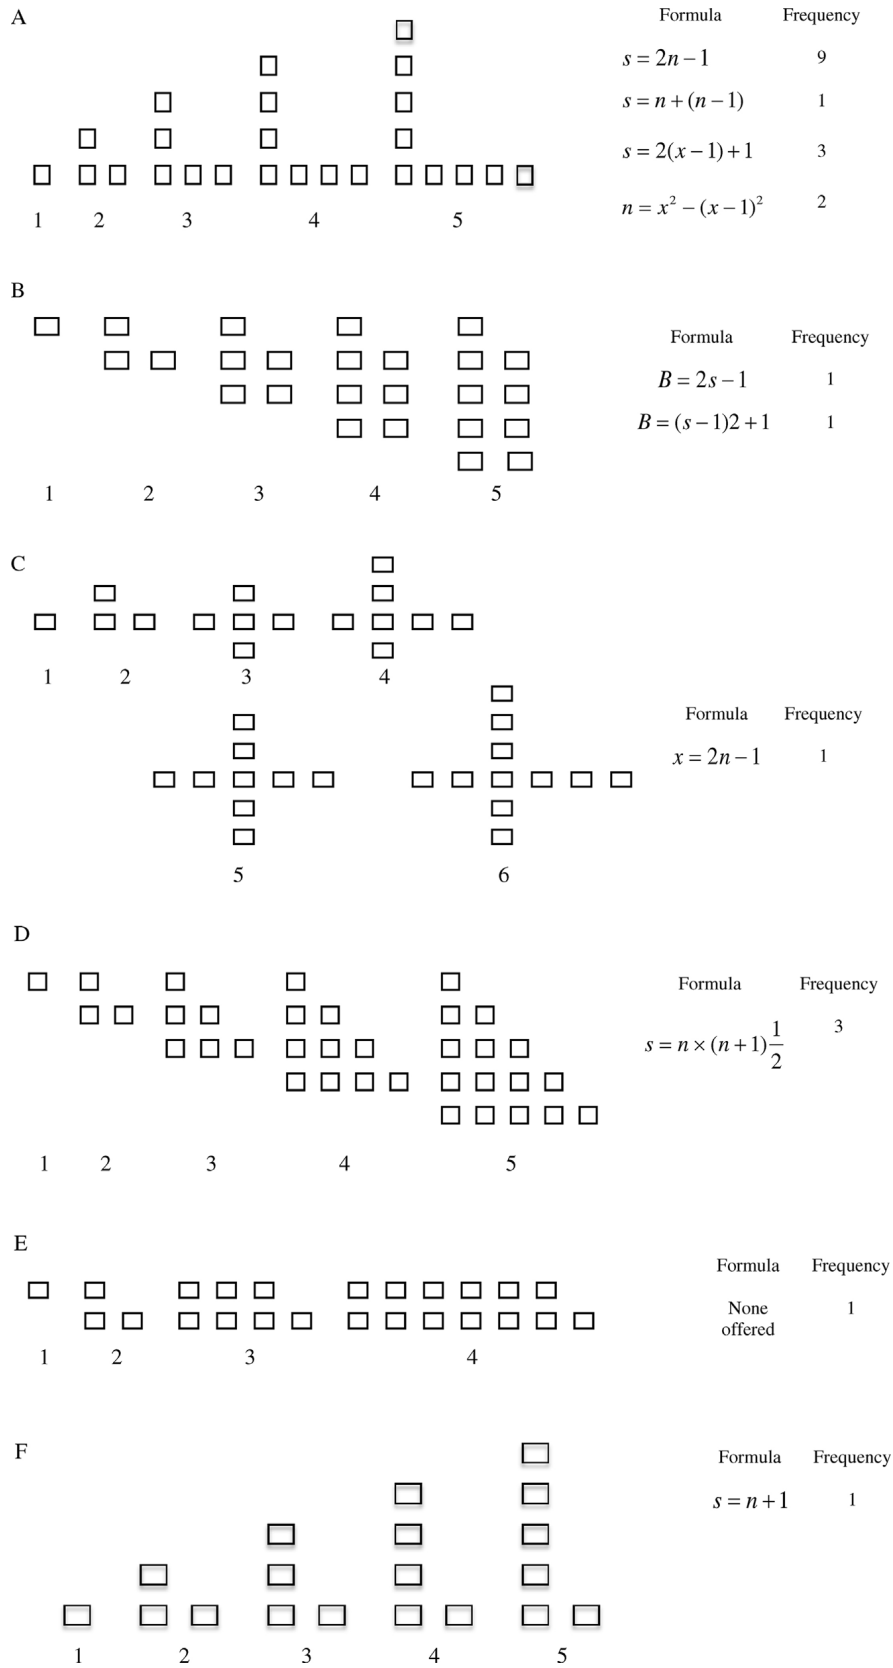 A
Formula Frequency
s = 2n − 1 9
s = n + (n − 1) 1
s = 2(x − 1) + 1 3
n = x² − (x − 1)² 2
1 2 3 4 5
B
Formula Frequency
B = 2s − 1 1
B = (s − 1)2 + 1 1
1 2 3 4 5
C
1 2 3 4
Formula Frequency
x = 2n − 1 1
5 6
D
Formula Frequency
s = n × (n + 1) 1/2 3
1 2 3 4 5
E
Formula Frequency
None 1
offered
1 2 3 4
F
Formula Frequency
s = n + 1 1
1 2 3 4 5